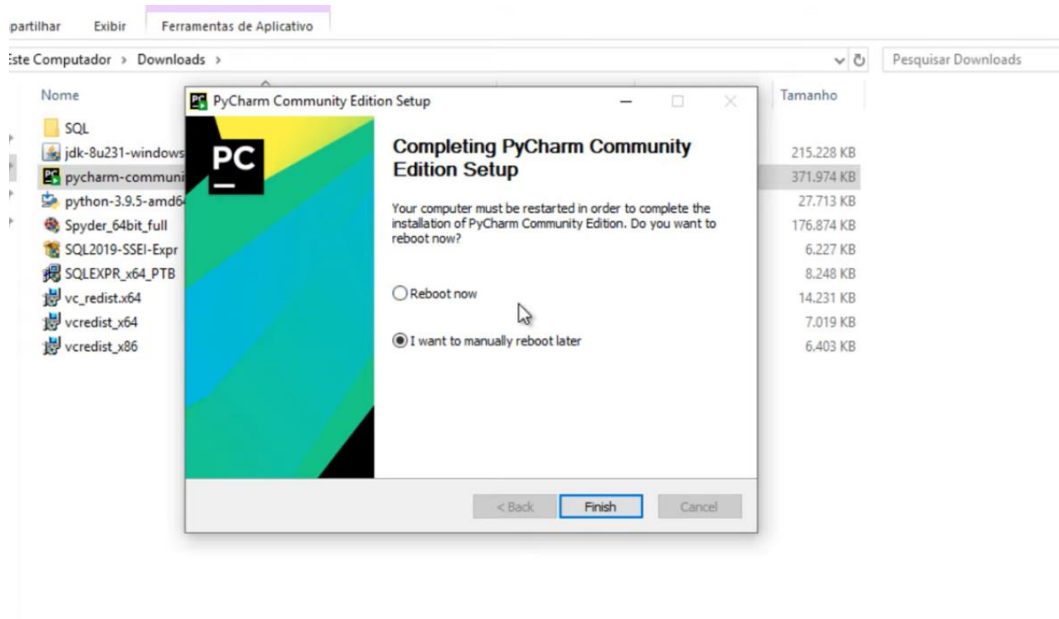 partilhar Exibir Ferramentas de Aplicativo
Este Computador > Downloads > Pesquisar Downloads
Nome Tamanho
SQL
jdk-8u231-windows 215.228 KB
pycharm-communi 371.974 KB
python-3.9.5-amd6 27.713 KB
Spyder_64bit_full 176.874 KB
SQL2019-SSEI-Expr 6.227 KB
SQLEXPR_x64_PTB 8.248 KB
vc_redist.x64 14.231 KB
vcredist_x64 7.019 KB
vcredist_x86 6.403 KB
PyCharm Community Edition Setup
PC
Completing PyCharm Community
Edition Setup
Your computer must be restarted in order to complete the
installation of PyCharm Community Edition. Do you want to
reboot now?
Reboot now
I want to manually reboot later
< Back Finish Cancel